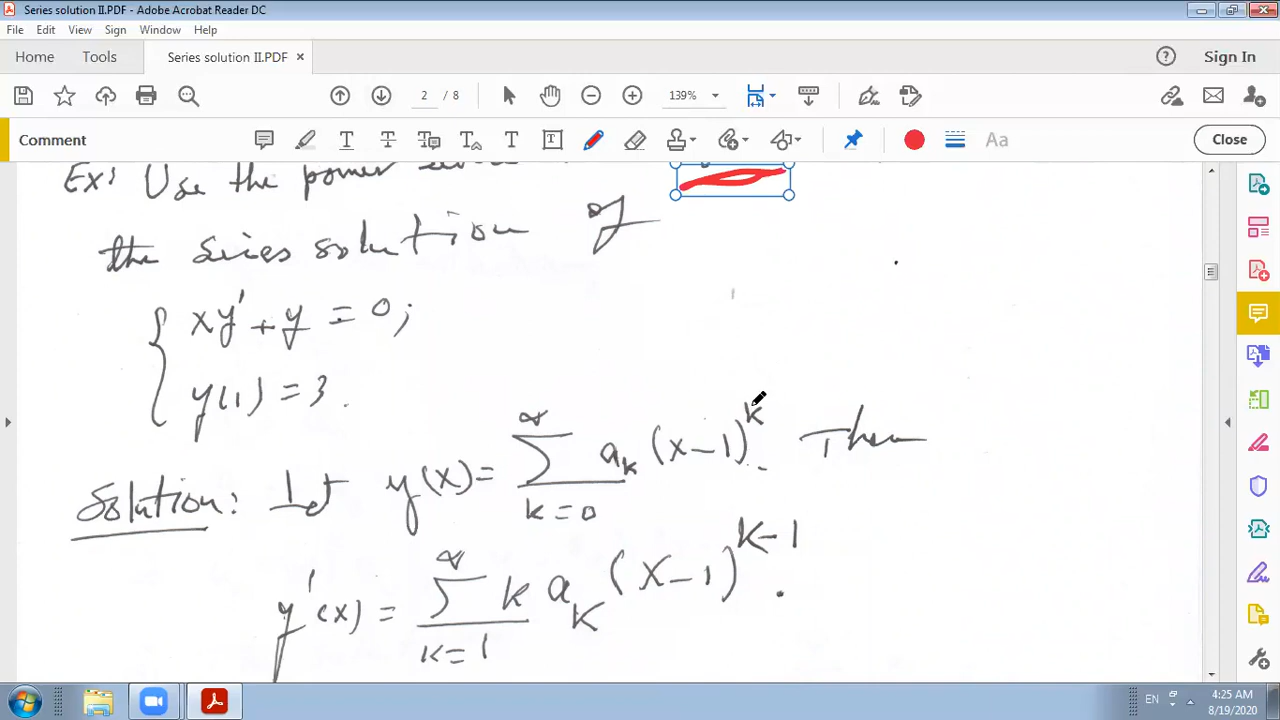 Series solution II.PDF - Adobe Acrobat Reader DC
File Edit View Sign Window Help
Home Tools Series solution II.PDF × Sign In
2 / 8 139%
Comment Aa Close
Ex: Use the power
the series solution of
xy' + y = 0;
y(1) = 3.
Solution: Let y(x) = ∑_{k=0}^{∞} a_k (x-1)^k. Then
y'(x) = ∑_{k=1}^{∞} k a_k (x-1)^{k-1}.
EN 4:25 AM
8/19/2020